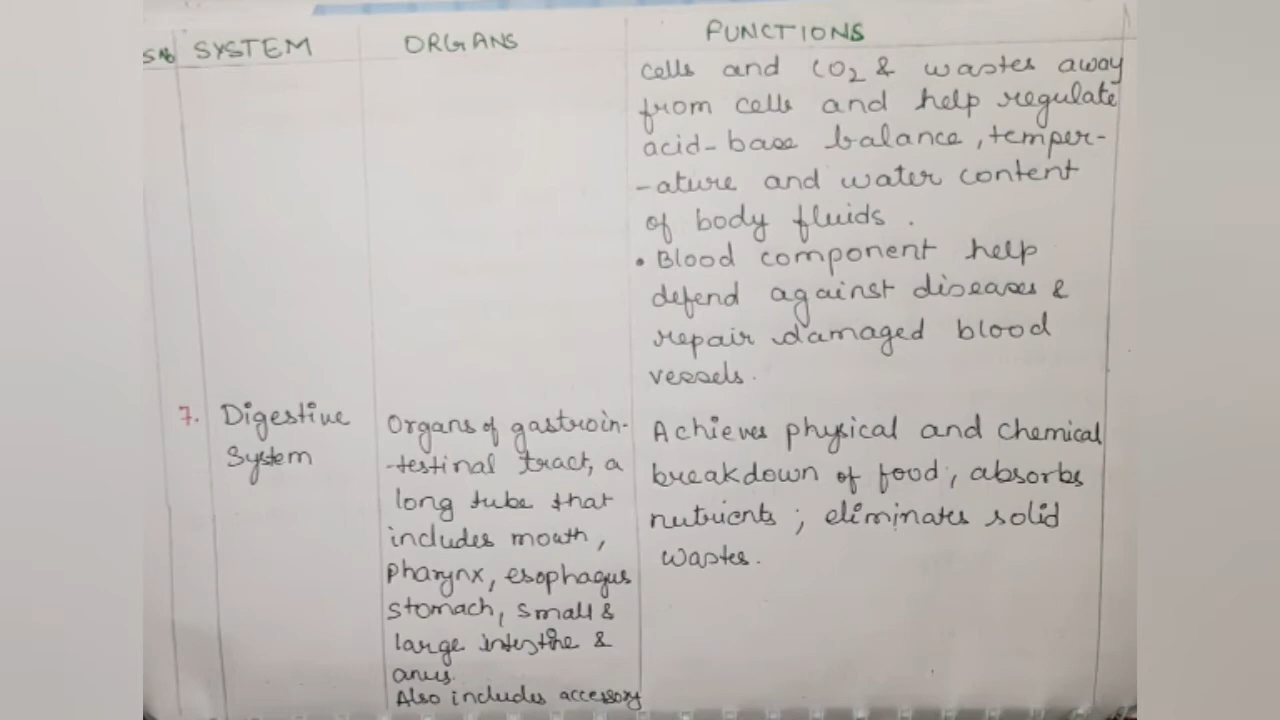 SNo SYSTEM ORGANS FUNCTIONS
cells and CO2 & wastes away
from cells and help regulate
acid-base balance, temper-
-ature and water content
of body fluids.
• Blood component help
defend against diseases &
repair damaged blood
vessels.
7. Digestive
System
Organs of gastroin-
-testinal tract, a
long tube that
includes mouth,
pharynx, esophagus
stomach, small &
large intestine &
anus.
Also includes accessory
Achieves physical and chemical
breakdown of food; absorbs
nutrients; eliminates solid
wastes.